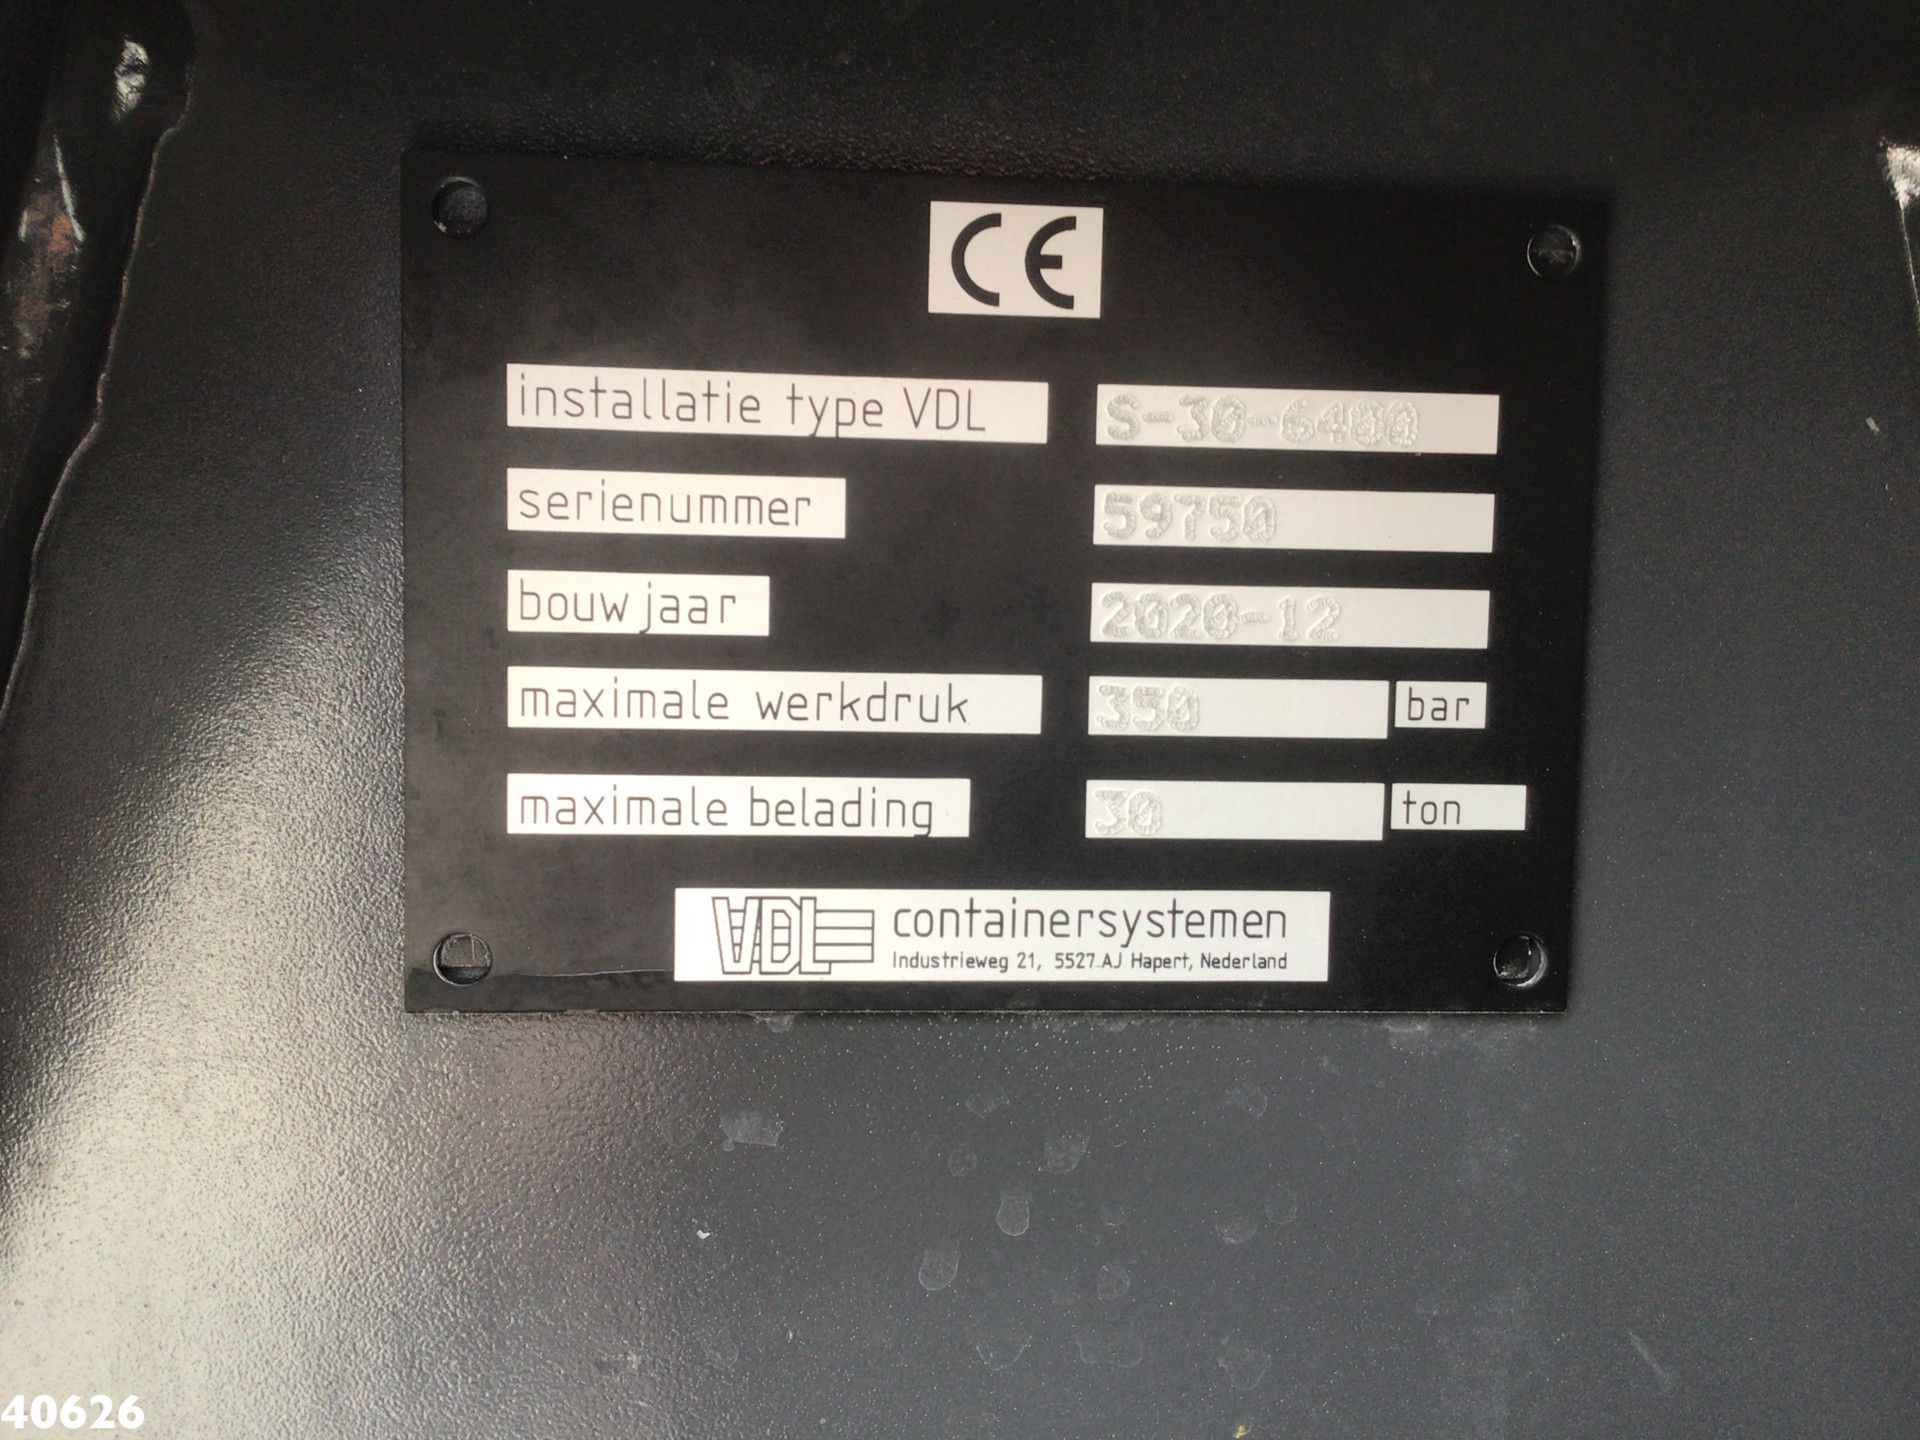 CE
installatie type VDL S-30-6400
serienummer 59750
bouwjaar 2020-12
maximale werkdruk 350 bar
maximale belading 30 ton
VDL containersystemen
Industrieweg 21, 5527 AJ Hapert, Nederland
40626